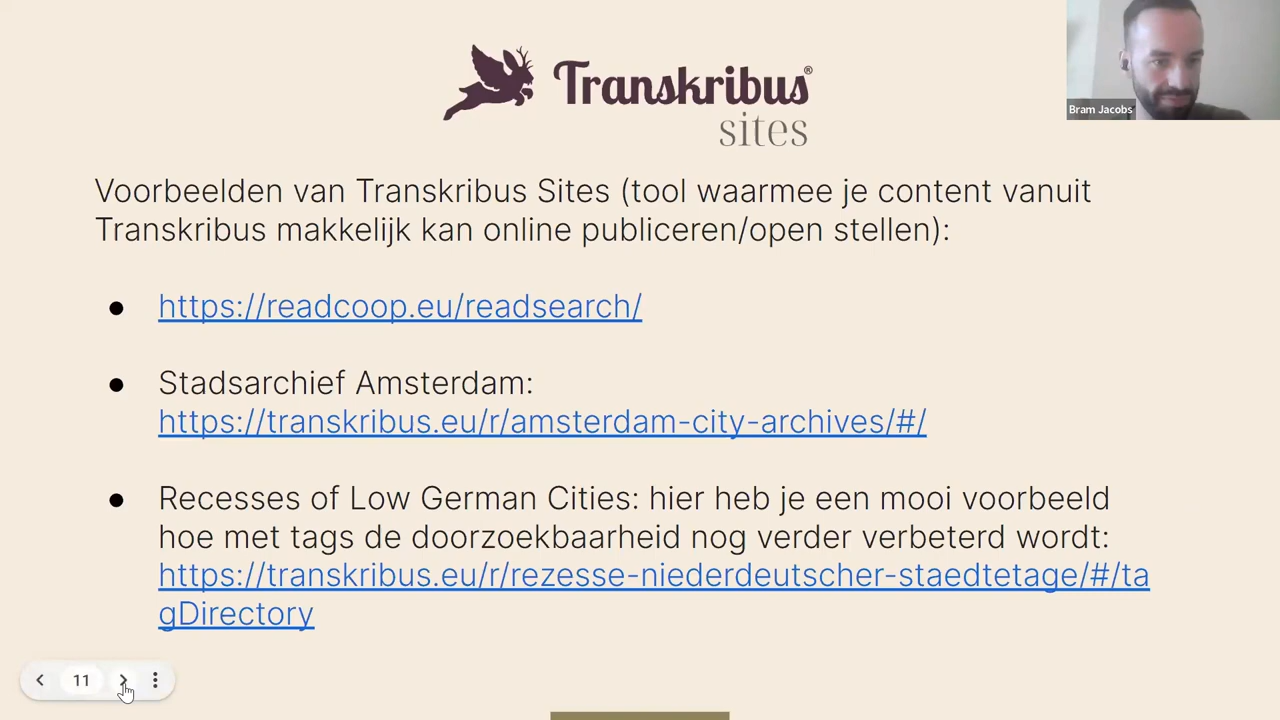 Transkribus®
sites
Bram Jacobs
Voorbeelden van Transkribus Sites (tool waarmee je content vanuit
Transkribus makkelijk kan online publiceren/open stellen):
● https://readcoop.eu/readsearch/
● Stadsarchief Amsterdam:
https://transkribus.eu/r/amsterdam-city-archives/#/
● Recesses of Low German Cities: hier heb je een mooi voorbeeld
hoe met tags de doorzoekbaarheid nog verder verbeterd wordt:
https://transkribus.eu/r/rezesse-niederdeutscher-staedtetage/#/ta
gDirectory
11